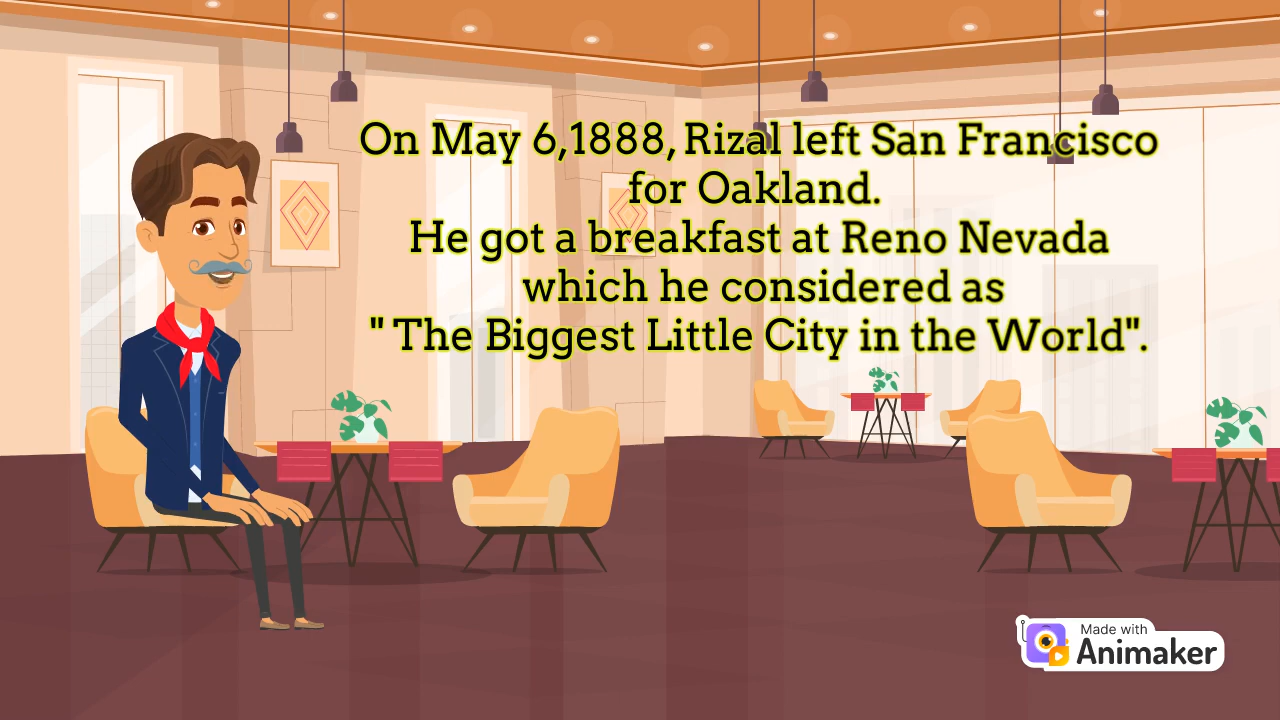 On May 6,1888, Rizal left San Francisco
for Oakland.
He got a breakfast at Reno Nevada
which he considered as
" The Biggest Little City in the World".
Made with
Animaker